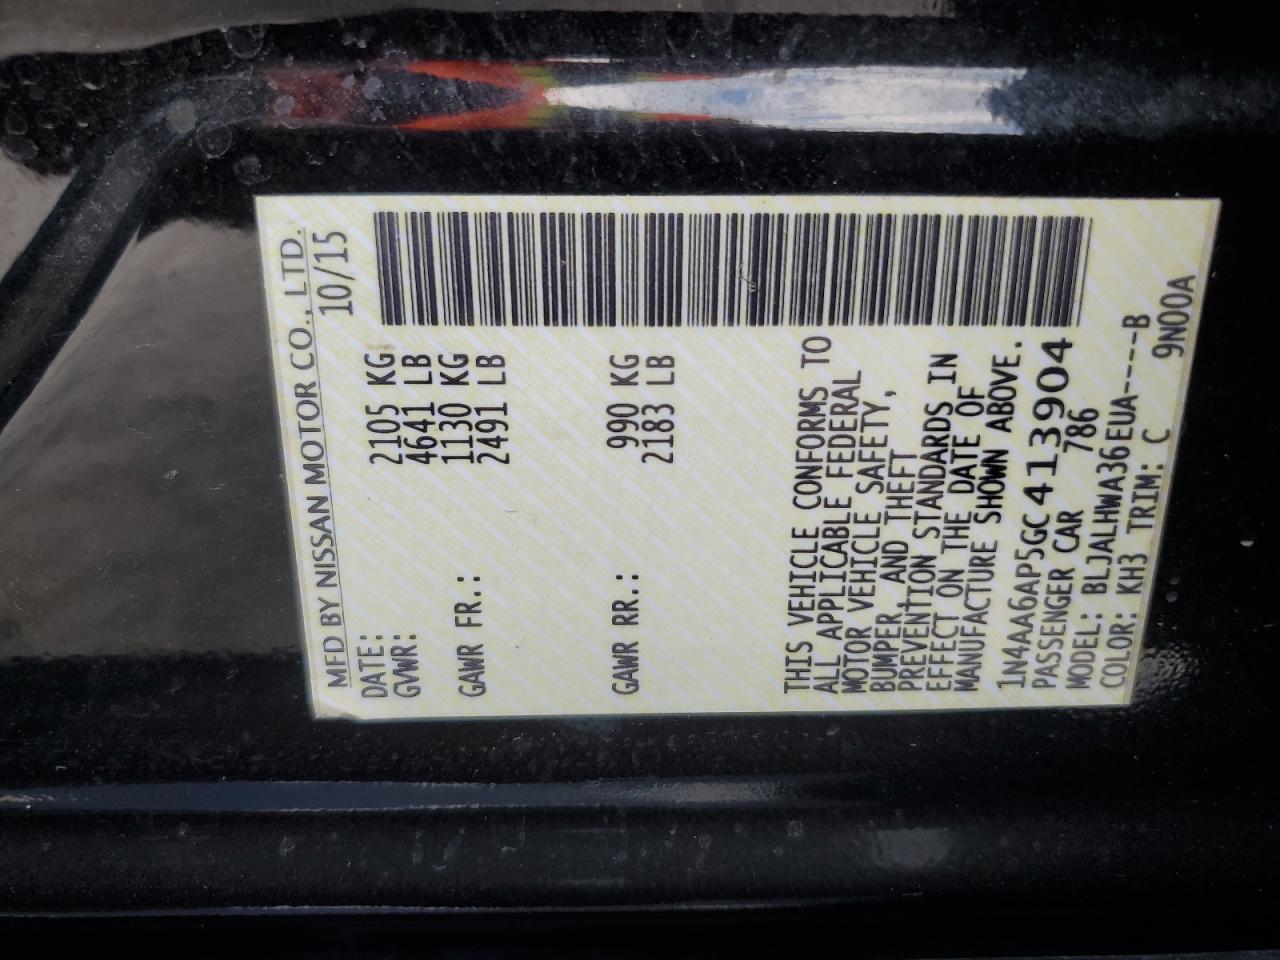 MFD BY NISSAN MOTOR CO., LTD.
DATE: 10/15
GVWR: 2105 KG
4641 LB
GAWR FR.: 1130 KG
2491 LB
GAWR RR.: 990 KG
2183 LB
THIS VEHICLE CONFORMS TO
ALL APPLICABLE FEDERAL
MOTOR VEHICLE SAFETY,
BUMPER, AND THEFT
PREVENTION STANDARDS IN
EFFECT ON THE DATE OF
MANUFACTURE SHOWN ABOVE.
1N4AA6AP5GC413904
PASSENGER CAR 786
MODEL: BLJALHWA36EUA-----B
COLOR: KH3 TRIM: C 9N00A